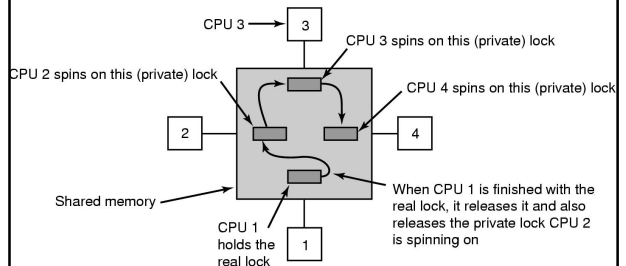 CPU 3
3
CPU 3 spins on this (private) lock
CPU 2 spins on this (private) lock
CPU 4 spins on this (private) lock
2
4
Shared memory
When CPU 1 is finished with the
real lock, it releases it and also
releases the private lock CPU 2
is spinning on
CPU 1
holds the
real lock
1